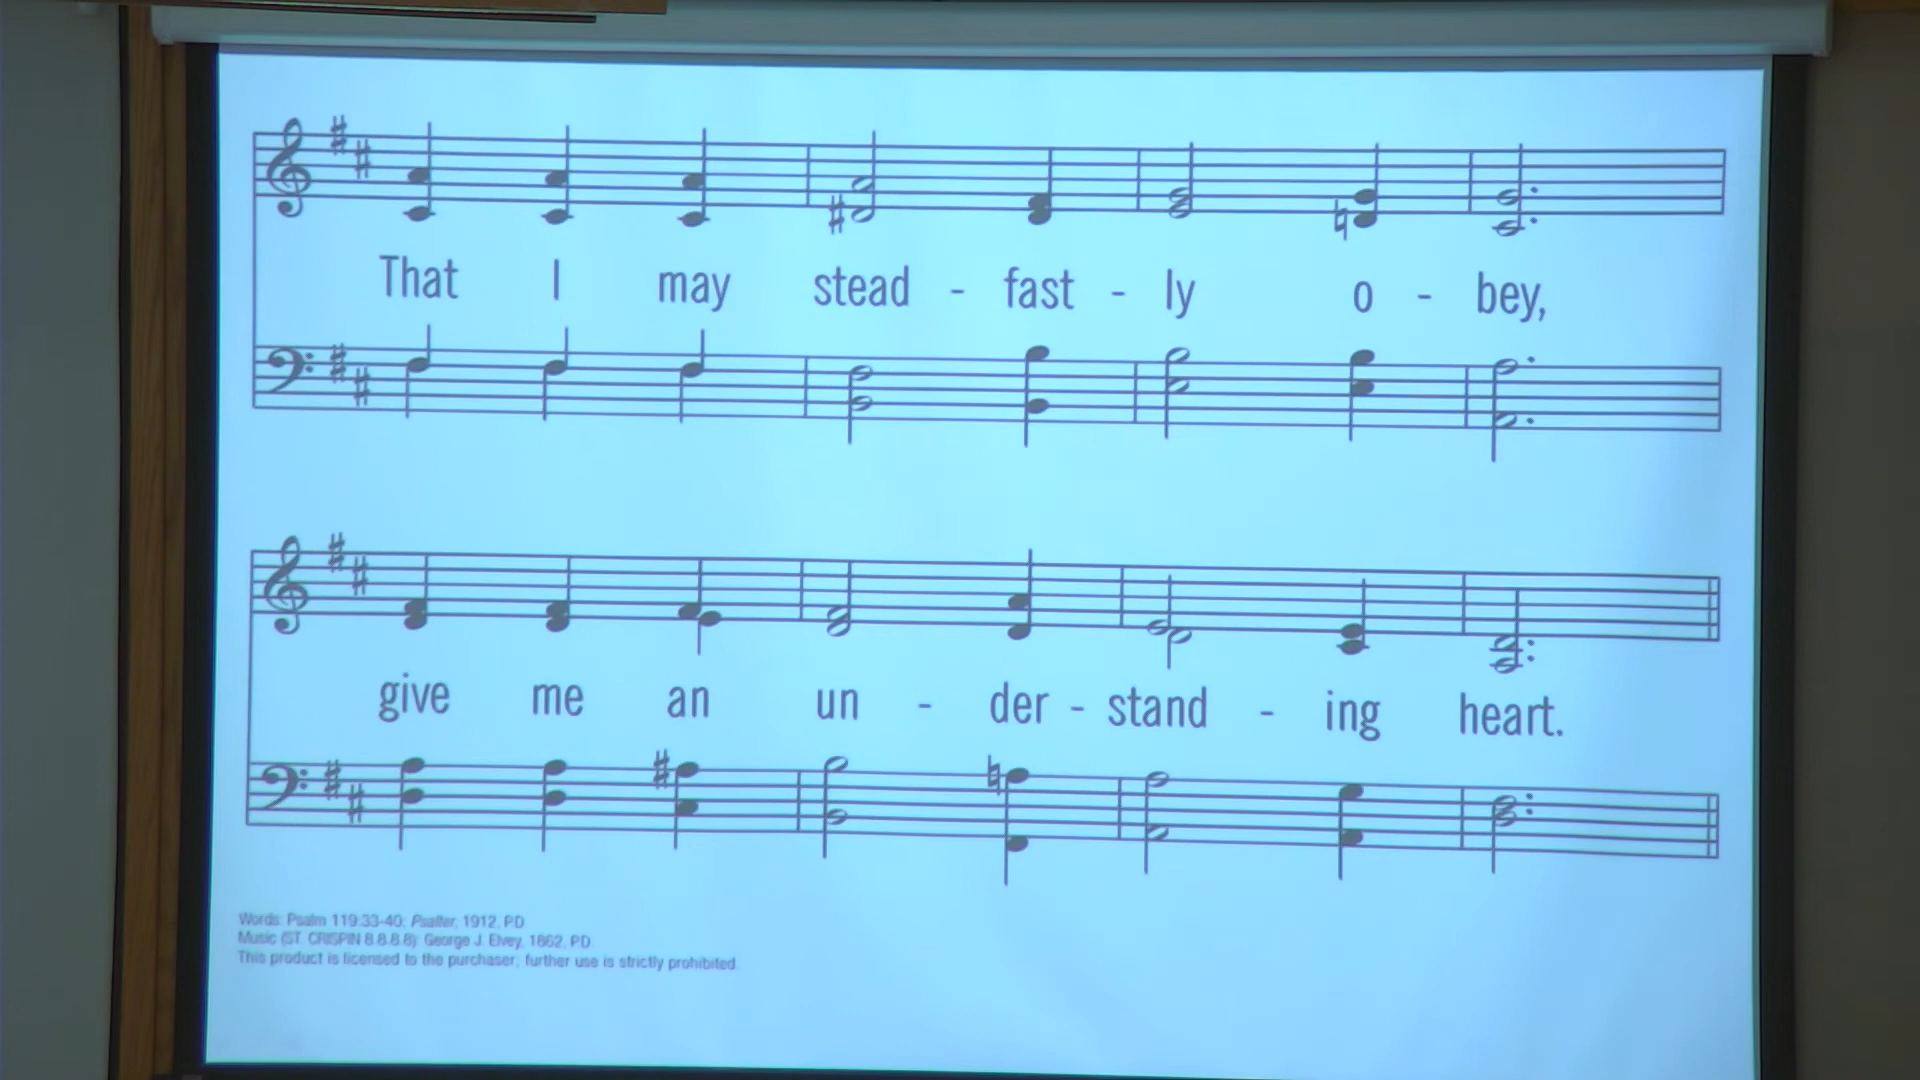 That I may stead - fast - ly o - bey,
give me an un - der - stand - ing heart.
Words: Psalm 119:33-40; Psalter, 1912, PD
Music (ST. CRISPIN 8.8.8.8): George J. Elvey, 1862, PD
This product is licensed to the purchaser; further use is strictly prohibited.